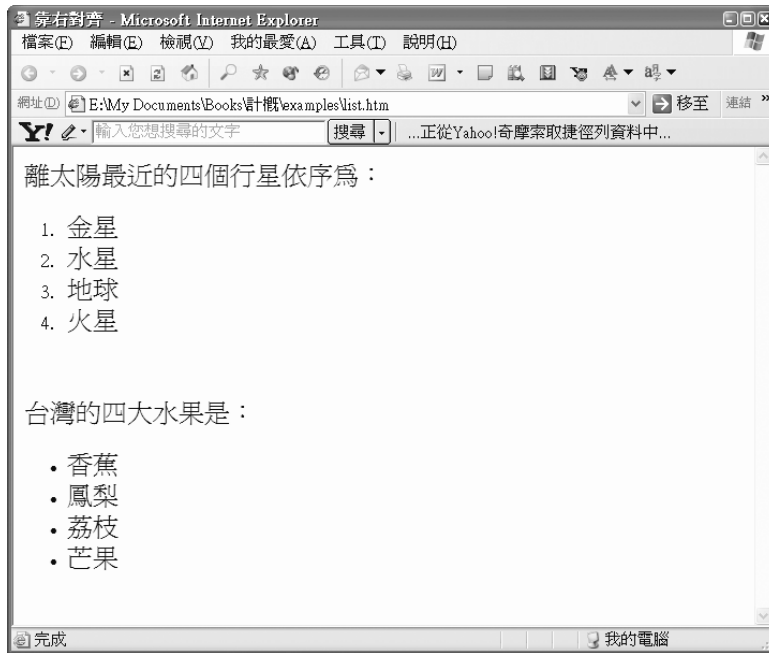 靠右對齊 - Microsoft Internet Explorer
檔案(F) 編輯(E) 檢視(V) 我的最愛(A) 工具(T) 說明(H)
網址(D) E:\My Documents\Books\計概\examples\list.htm 移至 連結 »
Y! 輸入您想搜尋的文字 搜尋 ...正從Yahoo!奇摩索取捷徑列資料中...
離太陽最近的四個行星依序為：
1. 金星
2. 水星
3. 地球
4. 火星
台灣的四大水果是：
• 香蕉
• 鳳梨
• 荔枝
• 芒果
完成 我的電腦